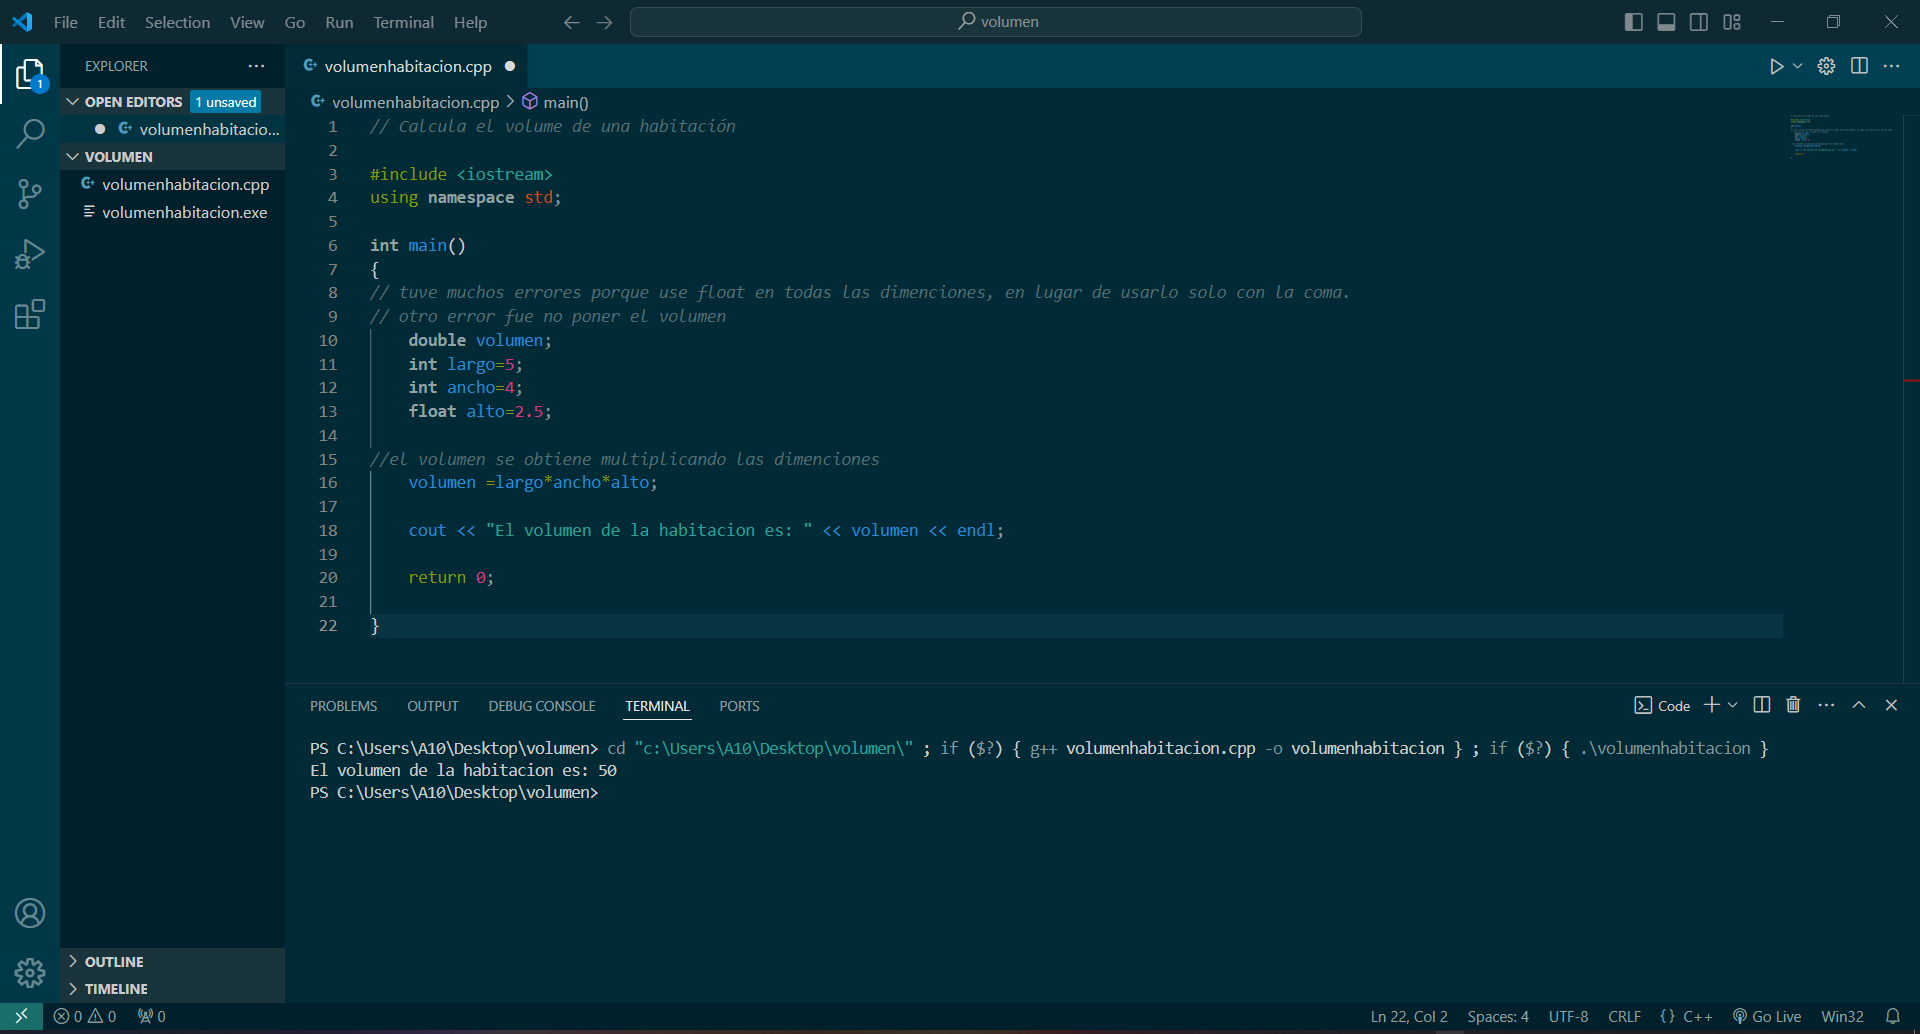 File Edit Selection View Go Run Terminal Help
volumen
EXPLORER
OPEN EDITORS 1 unsaved
volumenhabitacio...
VOLUMEN
volumenhabitacion.cpp
volumenhabitacion.exe
OUTLINE
TIMELINE
1
volumenhabitacion.cpp
volumenhabitacion.cpp main()
1 // Calcula el volume de una habitación
2
3 #include <iostream>
4 using namespace std;
5
6 int main()
7 {
8 // tuve muchos errores porque use float en todas las dimenciones, en lugar de usarlo solo con la coma.
9 // otro error fue no poner el volumen
10 double volumen;
11 int largo=5;
12 int ancho=4;
13 float alto=2.5;
14
15 //el volumen se obtiene multiplicando las dimenciones
16 volumen =largo*ancho*alto;
17
18 cout << "El volumen de la habitacion es: " << volumen << endl;
19
20 return 0;
21
22 }
PROBLEMS OUTPUT DEBUG CONSOLE TERMINAL PORTS
Code
PS C:\Users\A10\Desktop\volumen> cd "c:\Users\A10\Desktop\volumen\" ; if ($?) { g++ volumenhabitacion.cpp -o volumenhabitacion } ; if ($?) { .\volumenhabitacion }
El volumen de la habitacion es: 50
PS C:\Users\A10\Desktop\volumen>
0 0 0
Ln 22, Col 2 Spaces: 4 UTF-8 CRLF {} C++ Go Live Win32